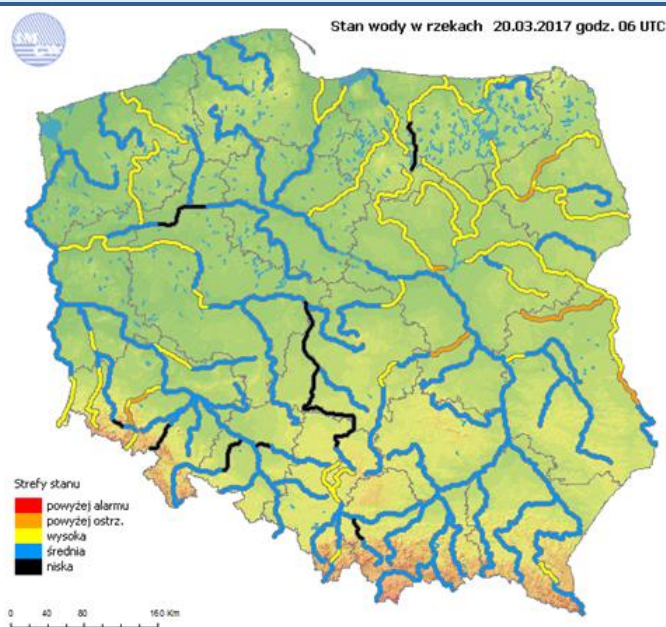 Stan wody w rzekach 20.03.2017 godz. 06 UTC
Strefy stanu
powyżej alarmu
powyżej ostrz.
wysoka
średnia
niska
0 40 80 160 Km